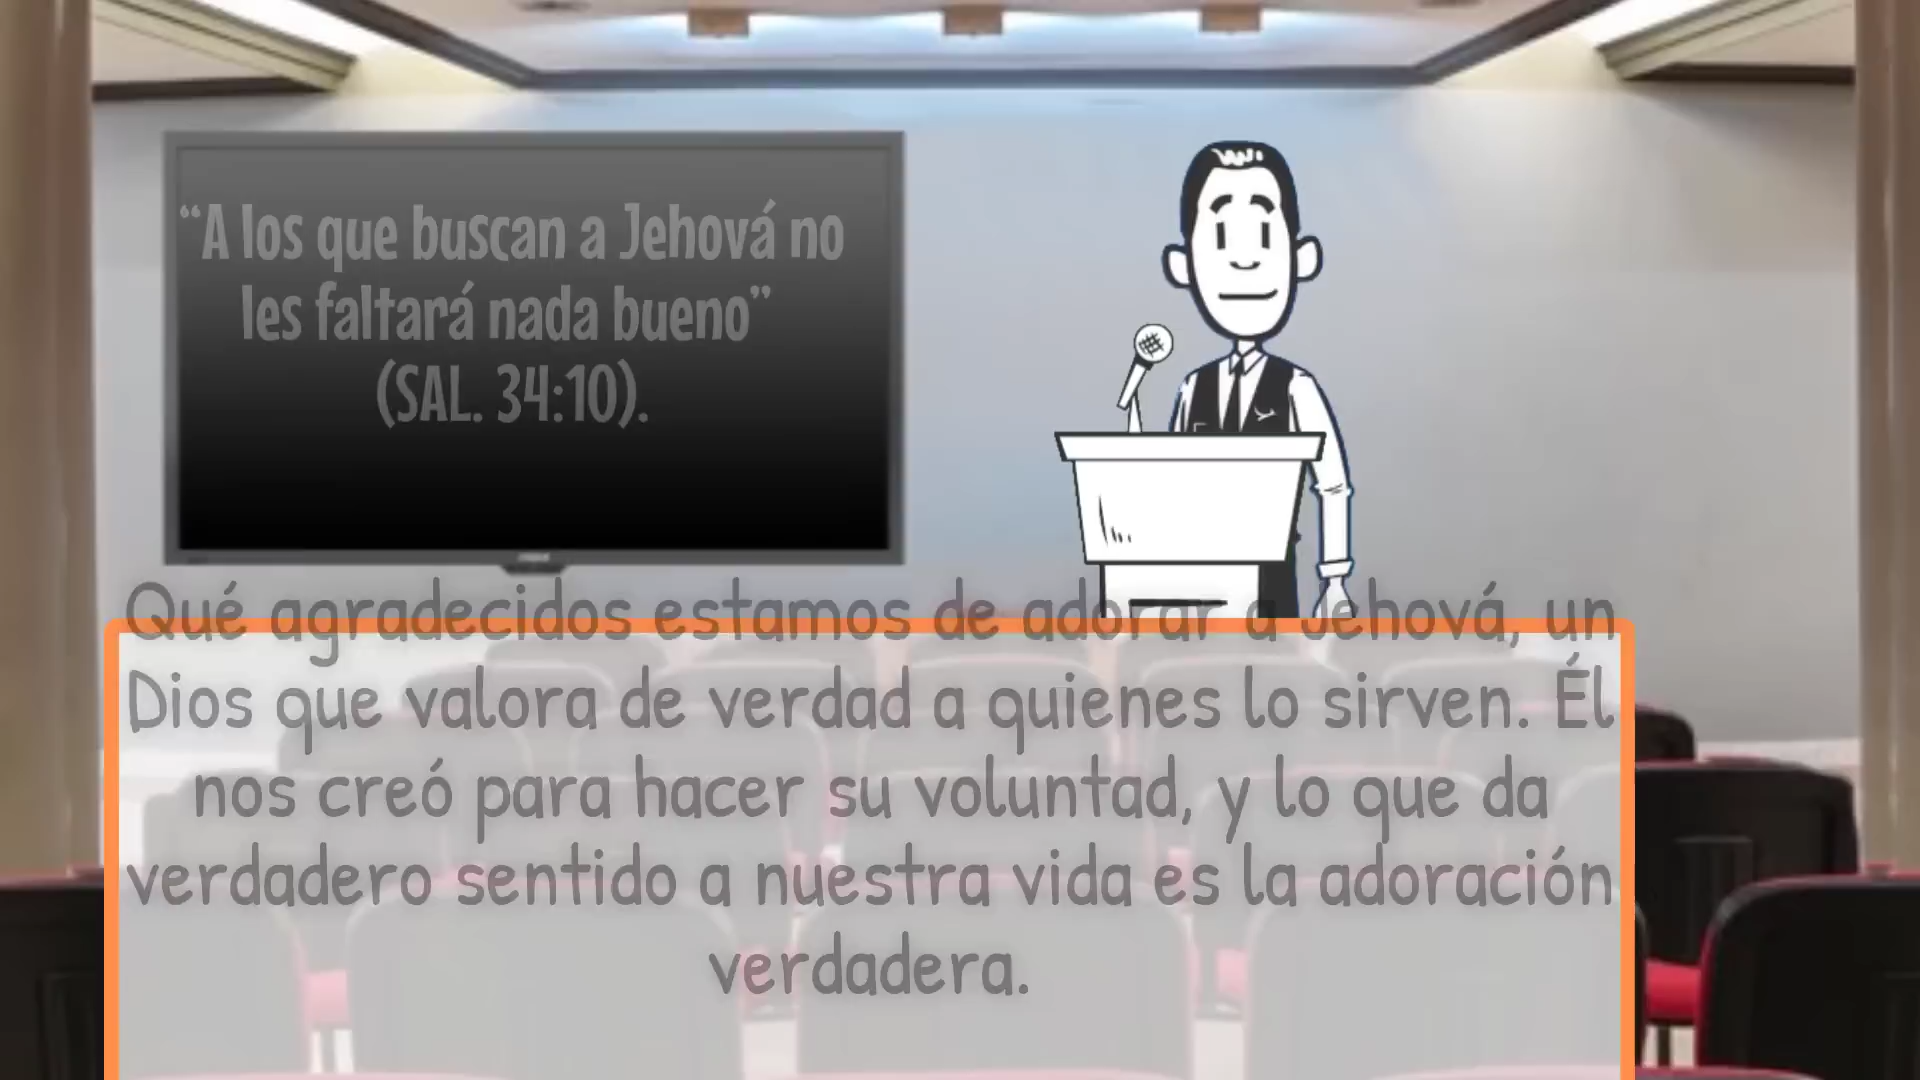 “A los que buscan a Jehová no
les faltará nada bueno”
(SAL. 34:10).
Qué agradecidos estamos de adorar a Jehová, un
Dios que valora de verdad a quienes lo sirven. Él
nos creó para hacer su voluntad, y lo que da
verdadero sentido a nuestra vida es la adoración
verdadera.